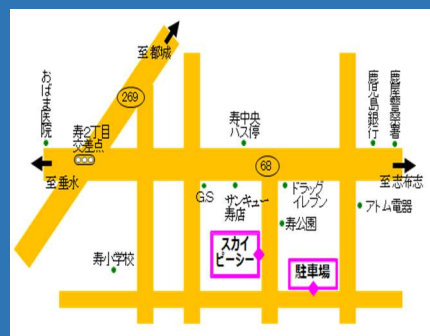 至都城
269
おばま医院
寿2丁目
交差点
寿中央
バス停
鹿児島銀行
鹿屋警察署
68
至垂水
至志布志
G.S
サンキュー
寿店
ドラッグ
イレブン
アトム電器
寿公園
スカイ
ピーシー
駐車場
寿小学校